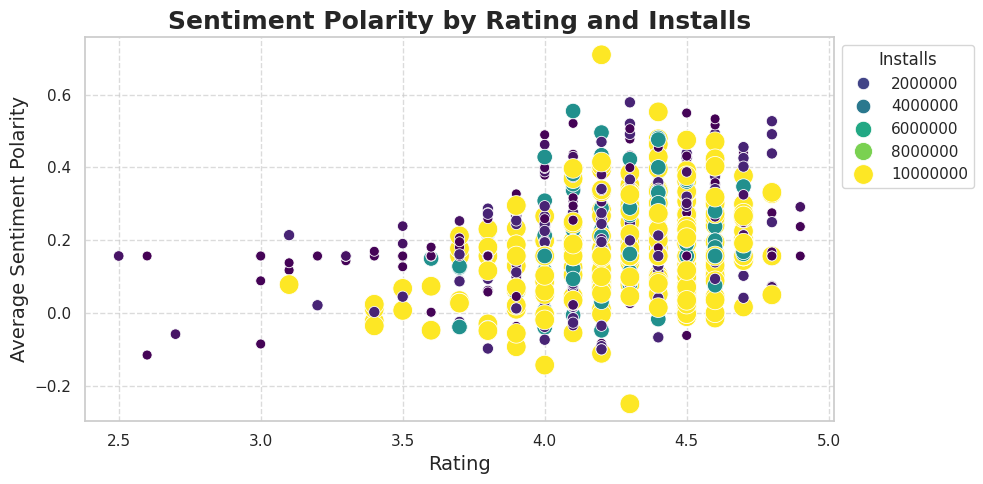 Sentiment Polarity by Rating and Installs
Average Sentiment Polarity
0.6
0.4
0.2
0.0
−0.2
2.5 3.0 3.5 4.0 4.5 5.0
Rating
Installs
2000000
4000000
6000000
8000000
10000000